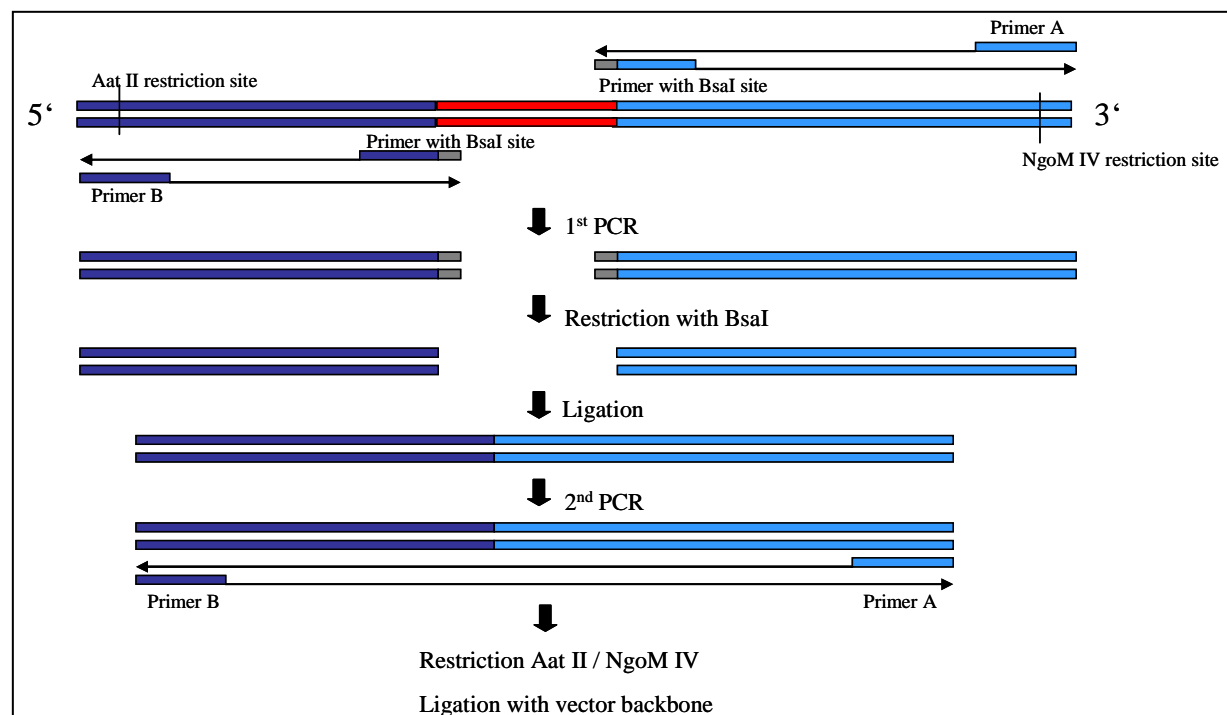 Primer A
Aat II restriction site
Primer with BsaI site
5‘
3‘
Primer with BsaI site
NgoM IV restriction site
Primer B
1st PCR
Restriction with BsaI
Ligation
2nd PCR
Primer B
Primer A
Restriction Aat II / NgoM IV
Ligation with vector backbone